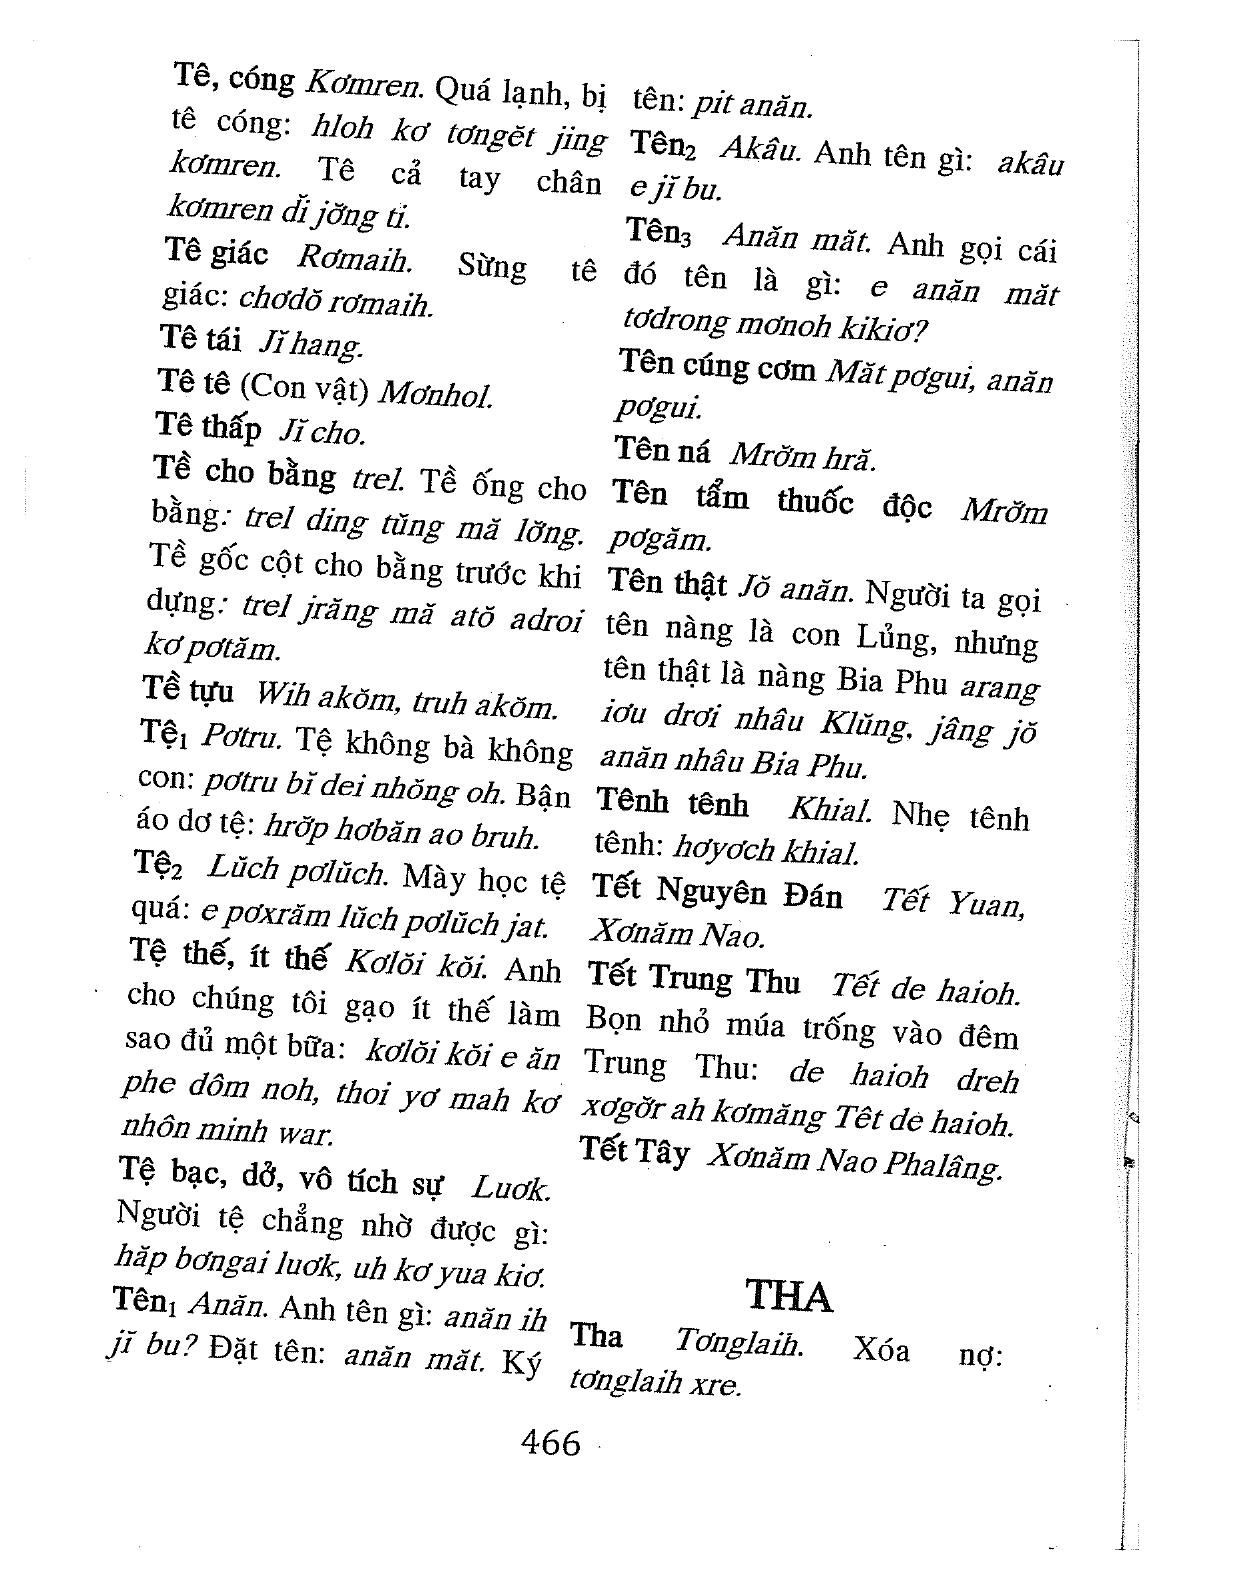 Tê, cóng Kơmren. Quá lạnh, bị
tê cóng: hloh kơ tơngĕt jing
kơmren. Tê cả tay chân
kơmren dĭ jơ̆ng ti.
Tê giác Rơmaih. Sừng tê
giác: chơdŏ rơmaih.
Tê tái Jĭ hang.
Tê tê (Con vật) Mơnhol.
Tê thấp Jĭ cho.
Tề cho bằng trel. Tề ống cho
bằng: trel ding tŭng mă lơ̆ng.
Tề gốc cột cho bằng trước khi
dựng: trel jrăng mă atŏ adroi
kơ pơtăm.
Tề tựu Wih akŏm, truh akŏm.
Tệ1 Pơtru. Tệ không bà không
con: pơtru bĭ dei nhŏng oh. Bận
áo dơ tệ: hrơ̆p hơbăn ao bruh.
Tệ2 Lŭch pơlŭch. Mày học tệ
quá: e pơxrăm lŭch pơlŭch jat.
Tệ thế, ít thế Kơlŏi kŏi. Anh
cho chúng tôi gạo ít thế làm
sao đủ một bữa: kơlŏi kŏi e ăn
phe dôm noh, thoi yơ mah kơ
nhôn minh war.
Tệ bạc, dở, vô tích sự Luơk.
Người tệ chẳng nhờ được gì:
hăp bơngai luơk, uh kơ yua kiơ.
Tên1 Anăn. Anh tên gì: anăn ih
jĭ bu? Đặt tên: anăn măt. Ký
tên: pit anăn.
Tên2 Akâu. Anh tên gì: akâu
e jĭ bu.
Tên3 Anăn măt. Anh gọi cái
đó tên là gì: e anăn măt
tơdrong mơnoh kikiơ?
Tên cúng cơm Măt pơgui, anăn
pơgui.
Tên ná Mrơ̆m hră.
Tên tẩm thuốc độc Mrơ̆m
pơgăm.
Tên thật Jŏ anăn. Người ta gọi
tên nàng là con Lủng, nhưng
tên thật là nàng Bia Phu arang
iơu drơi nhâu Klŭng, jâng jŏ
anăn nhâu Bia Phu.
Tênh tênh Khial. Nhẹ tênh
tênh: hơyơch khial.
Tết Nguyên Đán Tết Yuan,
Xơnăm Nao.
Tết Trung Thu Tết de haioh.
Bọn nhỏ múa trống vào đêm
Trung Thu: de haioh dreh
xơgơ̆r ah kơmăng Têt de haioh.
Tết Tây Xơnăm Nao Phalâng.
THA
Tha Tơnglaih. Xóa nợ:
tơnglaih xre.
466